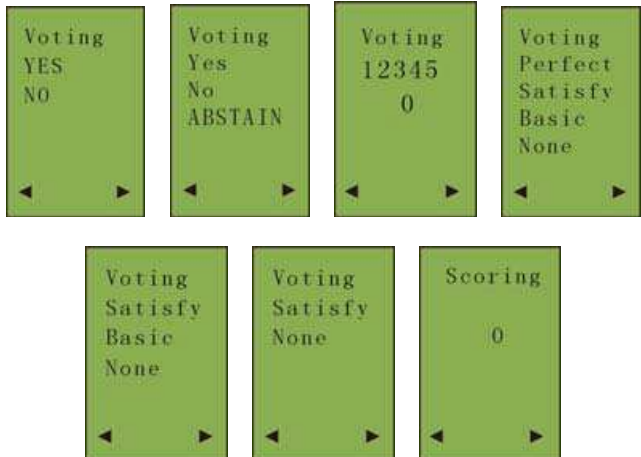 Voting
YES
NO
Voting
Yes
No
ABSTAIN
Voting
12345
0
Voting
Perfect
Satisfy
Basic
None
Voting
Satisfy
Basic
None
Voting
Satisfy
None
Scoring
0